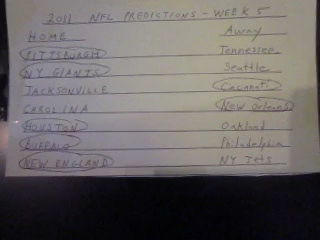 2011 NFL PREDICTIONS - WEEK 5
HOME Away
PITTSBURGH Tennessee
NY GIANTS Seattle
JACKSONVILLE Cincinnati
CAROLINA New Orleans
HOUSTON Oakland
BUFFALO Philadelphia
NEW ENGLAND NY Jets